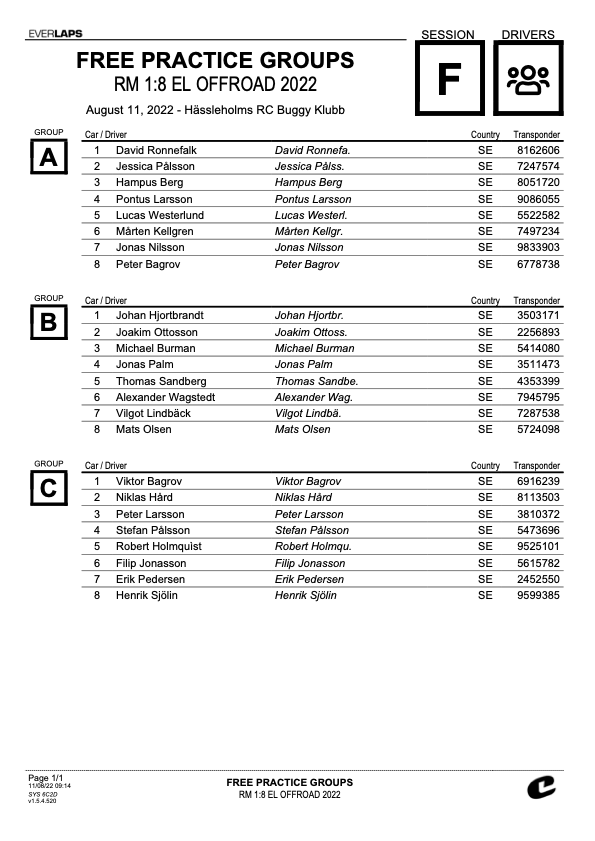 EVERLAPS
SESSION DRIVERS
FREE PRACTICE GROUPS
RM 1:8 EL OFFROAD 2022
F
August 11, 2022 - Hässleholms RC Buggy Klubb
GROUP
A
Car / Driver Country Transponder
1 David Ronnefalk David Ronnefa. SE 8162606
2 Jessica Pålsson Jessica Pålss. SE 7247574
3 Hampus Berg Hampus Berg SE 8051720
4 Pontus Larsson Pontus Larsson SE 9086055
5 Lucas Westerlund Lucas Westerl. SE 5522582
6 Mårten Kellgren Mårten Kellgr. SE 7497234
7 Jonas Nilsson Jonas Nilsson SE 9833903
8 Peter Bagrov Peter Bagrov SE 6778738
GROUP
B
Car / Driver Country Transponder
1 Johan Hjortbrandt Johan Hjortbr. SE 3503171
2 Joakim Ottosson Joakim Ottoss. SE 2256893
3 Michael Burman Michael Burman SE 5414080
4 Jonas Palm Jonas Palm SE 3511473
5 Thomas Sandberg Thomas Sandbe. SE 4353399
6 Alexander Wagstedt Alexander Wag. SE 7945795
7 Vilgot Lindbäck Vilgot Lindbä. SE 7287538
8 Mats Olsen Mats Olsen SE 5724098
GROUP
C
Car / Driver Country Transponder
1 Viktor Bagrov Viktor Bagrov SE 6916239
2 Niklas Hård Niklas Hård SE 8113503
3 Peter Larsson Peter Larsson SE 3810372
4 Stefan Pålsson Stefan Pålsson SE 5473696
5 Robert Holmquist Robert Holmqu. SE 9525101
6 Filip Jonasson Filip Jonasson SE 5615782
7 Erik Pedersen Erik Pedersen SE 2452550
8 Henrik Sjölin Henrik Sjölin SE 9599385
Page 1/1
11/08/22 09:14
SYS 6C2D
v1.5.4.520
FREE PRACTICE GROUPS
RM 1:8 EL OFFROAD 2022